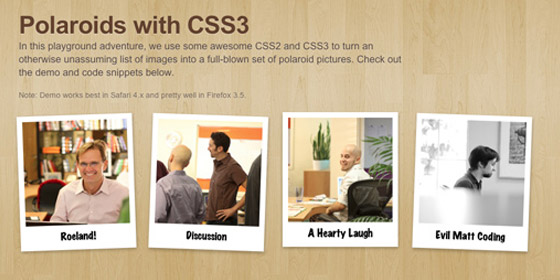 Polaroids with CSS3
In this playground adventure, we use some awesome CSS2 and CSS3 to turn an
otherwise unassuming list of images into a full-blown set of polaroid pictures. Check out
the demo and code snippets below.
Note: Demo works best in Safari 4.x and pretty well in Firefox 3.5.
Roeland!
Discussion
A Hearty Laugh
Evil Matt Coding